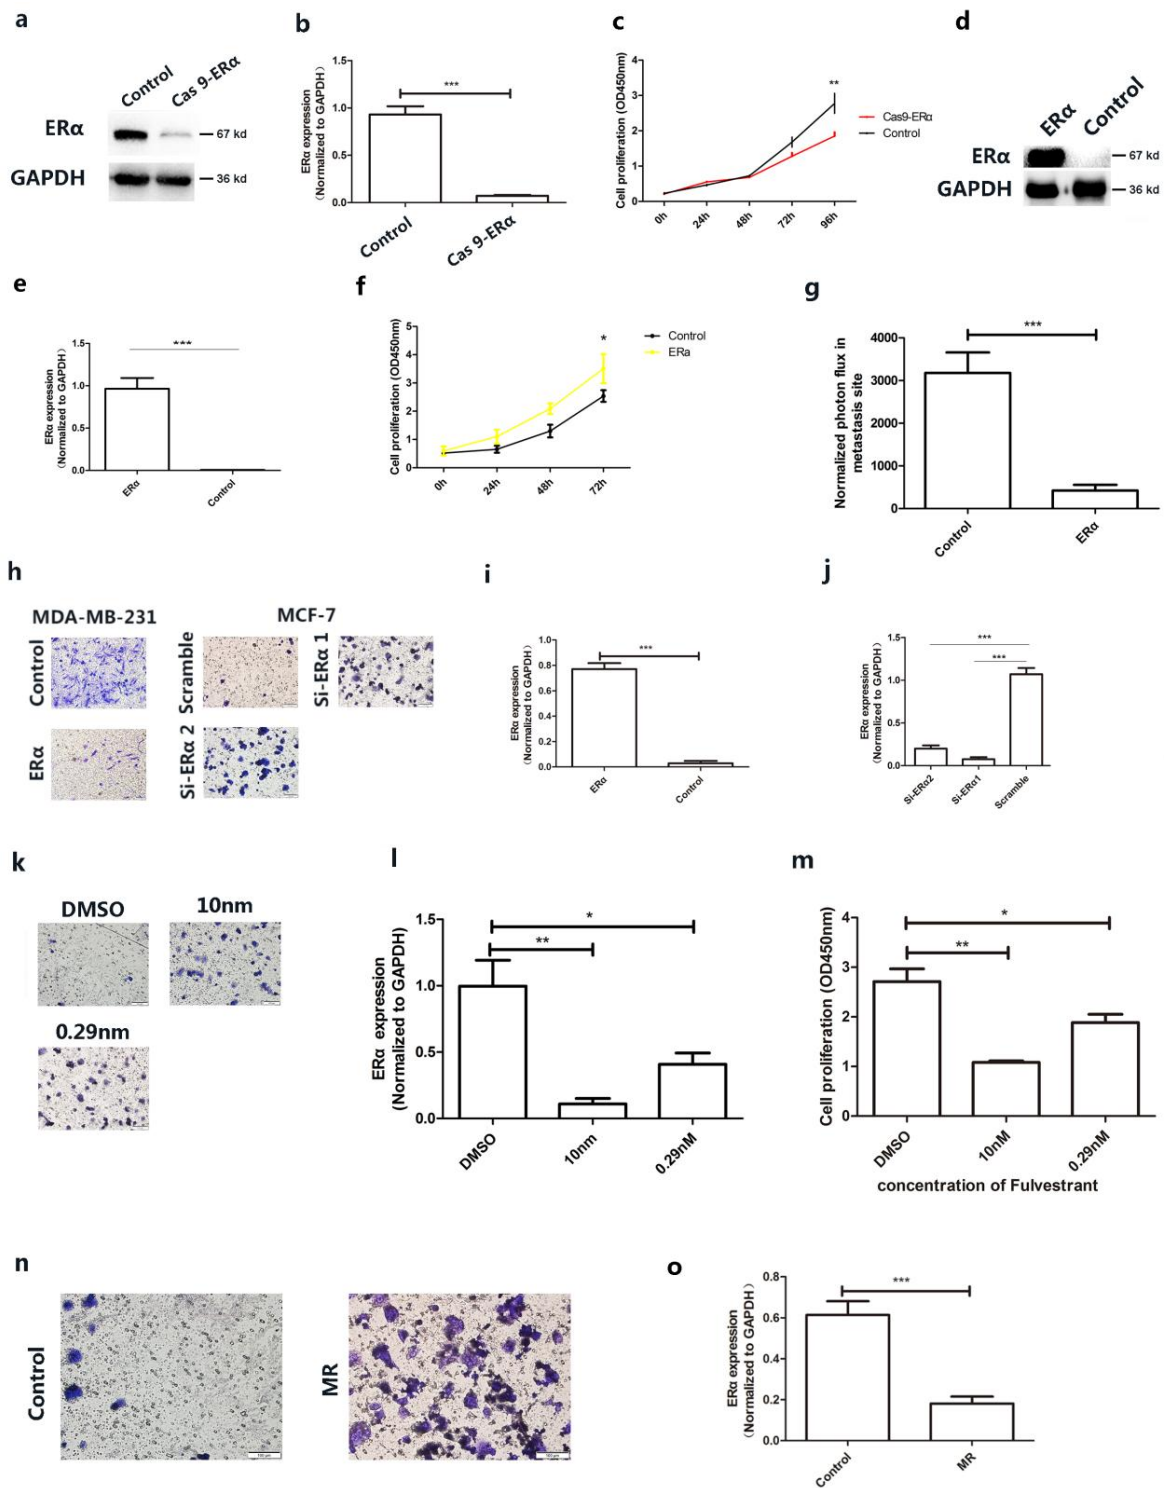 a
Control
Cas 9-ERα
ERα
67 kd
GAPDH
36 kd
b
ERα expression
(Normalized to GAPDH)
1.5
1.0
0.5
0.0
***
Control
Cas 9-ERα
c
Cell proliferation (OD450nm)
4
3
2
1
0
**
0h
24h
48h
72h
96h
Cas9-ERα
Control
d
ERα
Control
ERα
67 kd
GAPDH
36 kd
e
ERα expression
(Normalized to GAPDH)
1.5
1.0
0.5
0.0
***
ERα
Control
f
Cell proliferation (OD450nm)
5
4
3
2
1
0
*
0h
24h
48h
72h
Control
ERa
g
Normalized photon flux in
metastasis site
4000
3000
2000
1000
0
***
Control
ERα
h
MDA-MB-231
MCF-7
Control
Scramble
Si-ERα 1
ERα
Si-ERα 2
i
ERα expression
(Normalized to GAPDH)
1.0
0.8
0.6
0.4
0.2
0.0
***
ERα
Control
j
ERα expression
(Normalized to GAPDH)
1.5
1.0
0.5
0.0
***
***
Si-ERα2
Si-ERα1
Scramble
k
DMSO
10nm
0.29nm
l
ERα expression
(Normalized to GAPDH)
1.5
1.0
0.5
0.0
*
**
DMSO
10nm
0.29nM
m
Cell proliferation (OD450nm)
4
3
2
1
0
*
**
DMSO
10nM
0.29nM
concentration of Fulvestrant
n
Control
MR
o
ERα expression
(Normalized to GAPDH)
0.8
0.6
0.4
0.2
0.0
***
Control
MR